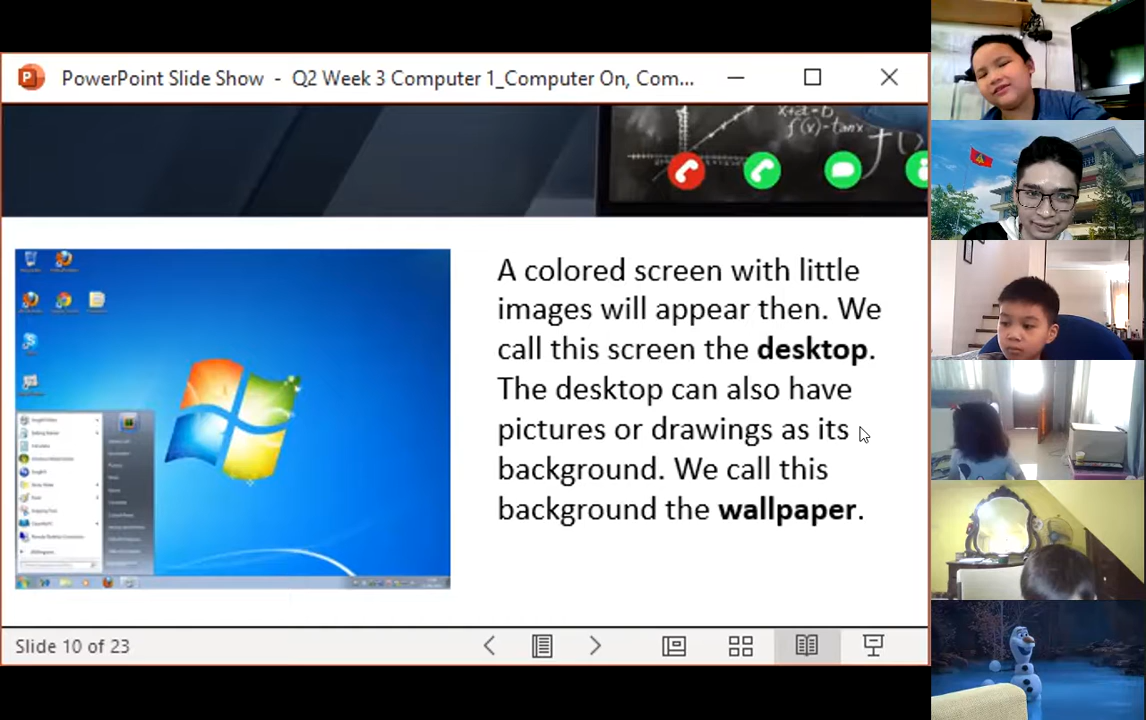 PowerPoint Slide Show - Q2 Week 3 Computer 1_Computer On, Com...
x+a=b
f(x)=tanx
A colored screen with little
images will appear then. We
call this screen the desktop.
The desktop can also have
pictures or drawings as its
background. We call this
background the wallpaper.
Slide 10 of 23